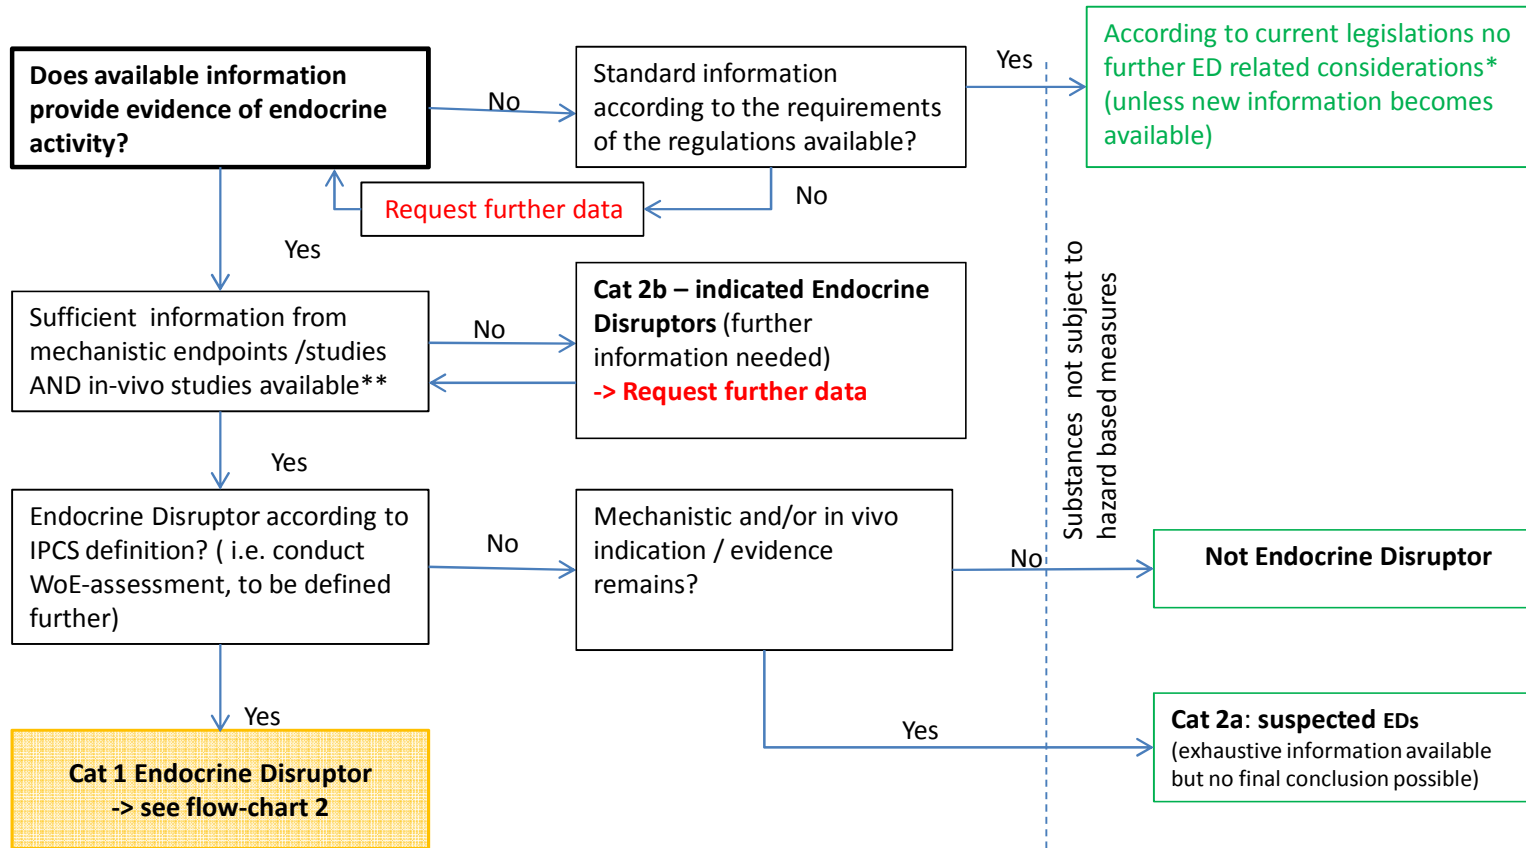 Does available information
provide evidence of endocrine
activity?
No
Standard information
according to the requirements
of the regulations available?
Yes
According to current legislations no
further ED related considerations*
(unless new information becomes
available)
No
Request further data
Yes
Sufficient information from
mechanistic endpoints /studies
AND in-vivo studies available**
No
Cat 2b – indicated Endocrine
Disruptors (further
information needed)
-> Request further data
Substances not subject to
hazard based measures
Yes
Endocrine Disruptor according to
IPCS definition? ( i.e. conduct
WoE-assessment, to be defined
further)
No
Mechanistic and/or in vivo
indication / evidence
remains?
No
Not Endocrine Disruptor
Yes
Cat 1 Endocrine Disruptor
-> see flow-chart 2
Yes
Cat 2a: suspected EDs
(exhaustive information available
but no final conclusion possible)